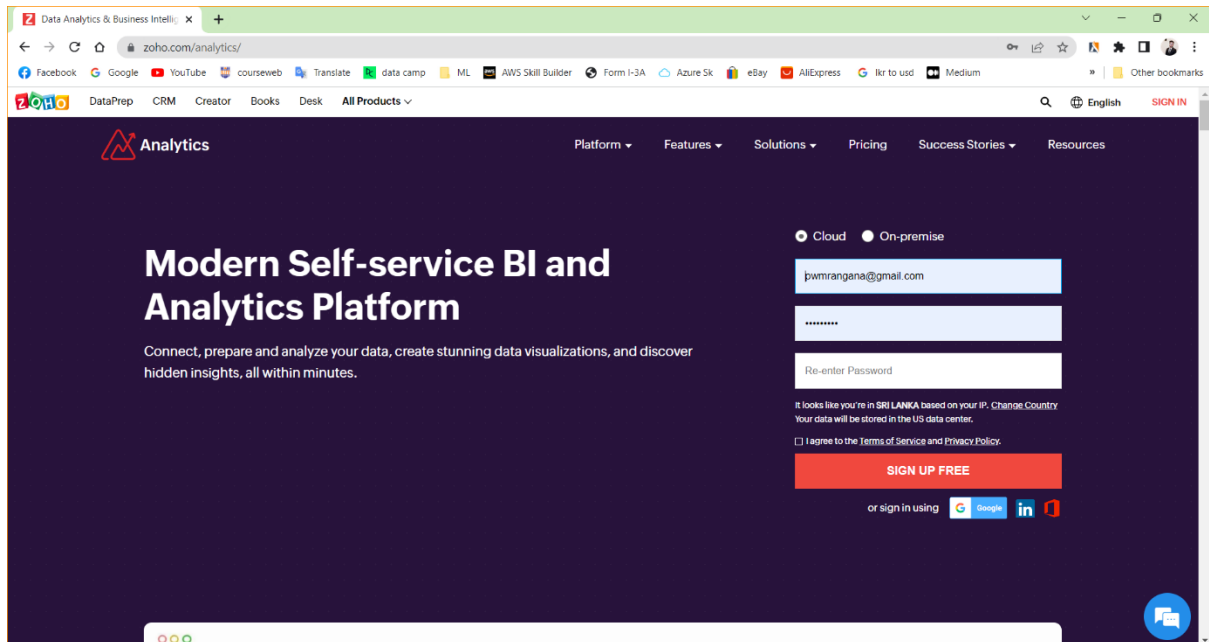 Data Analytics & Business Intellig
zoho.com/analytics/
Facebook Google YouTube courseweb Translate data camp ML AWS Skill Builder Form I-3A Azure Sk eBay AliExpress lkr to usd Medium » Other bookmarks
ZOHO DataPrep CRM Creator Books Desk All Products English SIGN IN
Analytics Platform Features Solutions Pricing Success Stories Resources
Cloud On-premise
Modern Self-service BI and
Analytics Platform
pwmrangana@gmail.com
Connect, prepare and analyze your data, create stunning data visualizations, and discover
hidden insights, all within minutes.
Re-enter Password
It looks like you're in SRI LANKA based on your IP. Change Country
Your data will be stored in the US data center.
I agree to the Terms of Service and Privacy Policy.
SIGN UP FREE
or sign in using G Google in